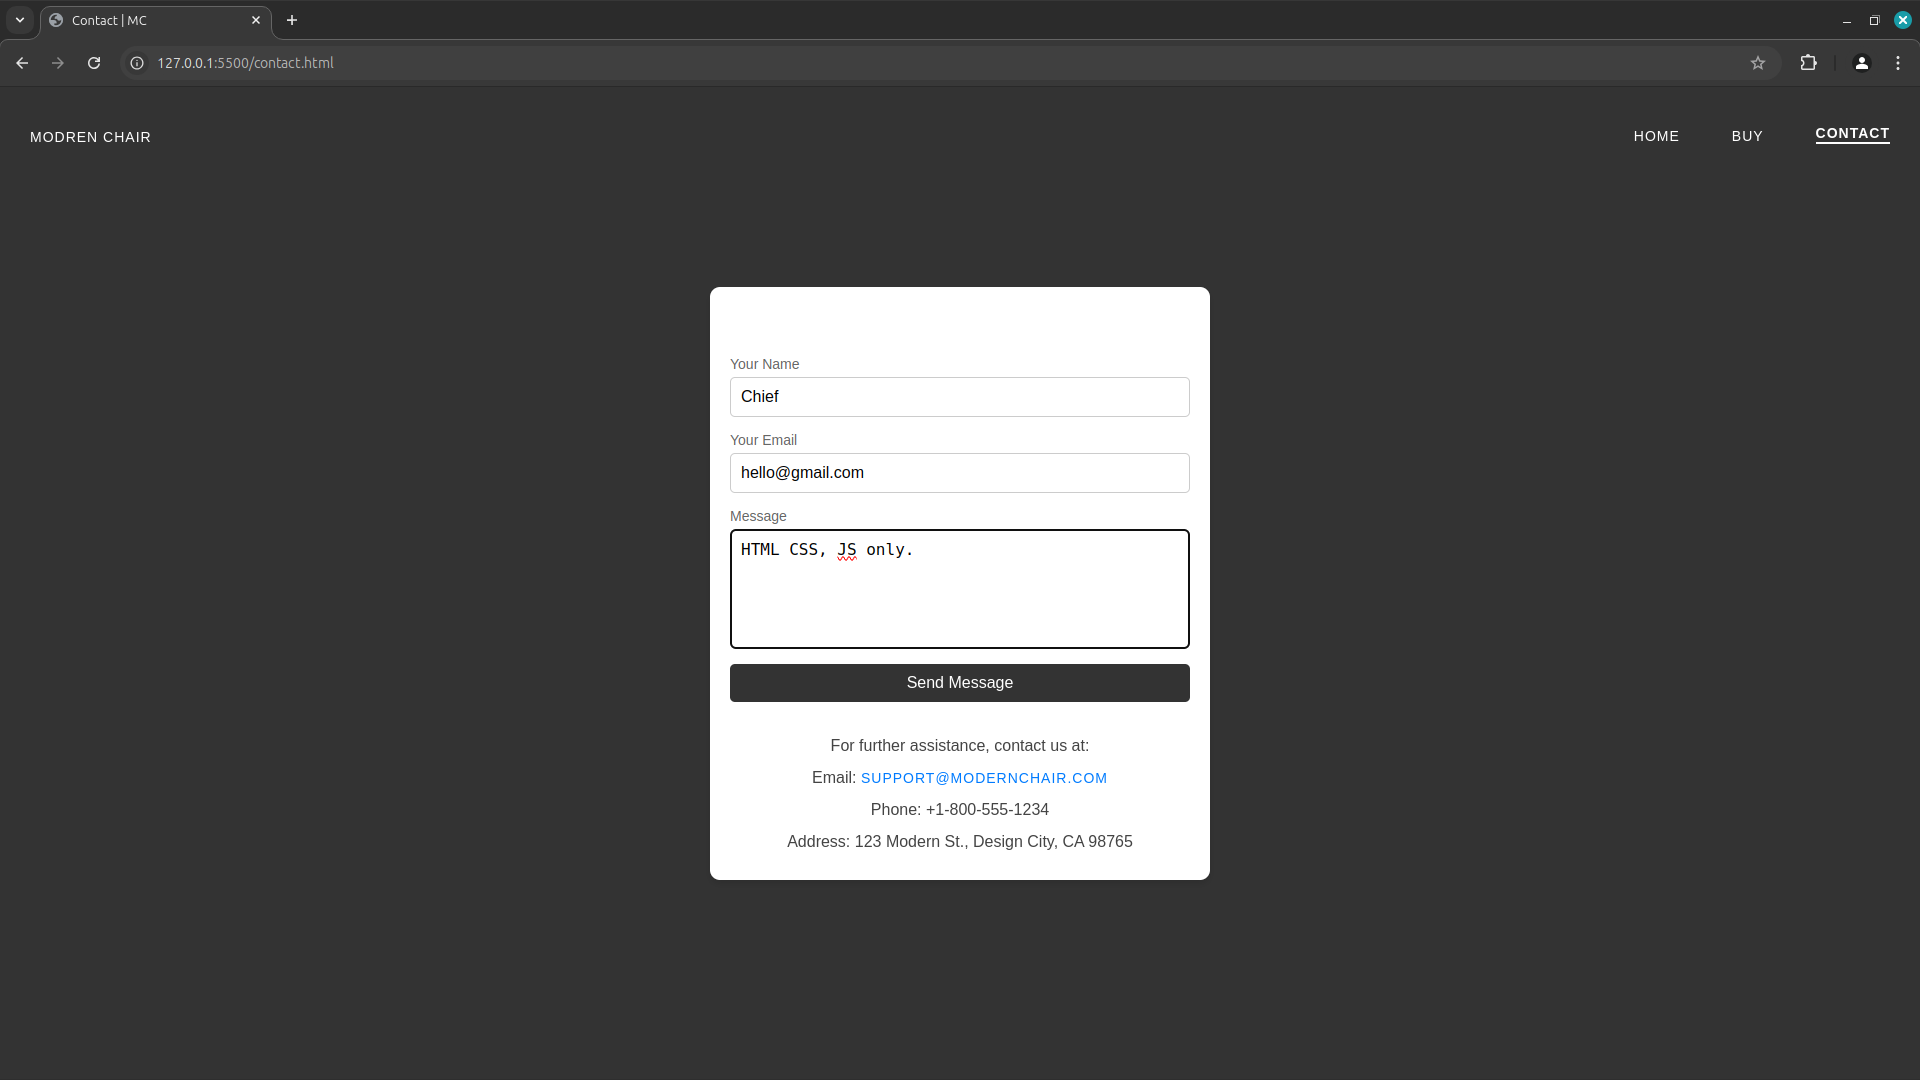 Contact | MC
127.0.0.1:5500/contact.html
MODREN CHAIR
HOME
BUY
CONTACT
Your Name
Chief
Your Email
hello@gmail.com
Message
HTML CSS, JS only.
Send Message
For further assistance, contact us at:
Email: SUPPORT@MODERNCHAIR.COM
Phone: +1-800-555-1234
Address: 123 Modern St., Design City, CA 98765